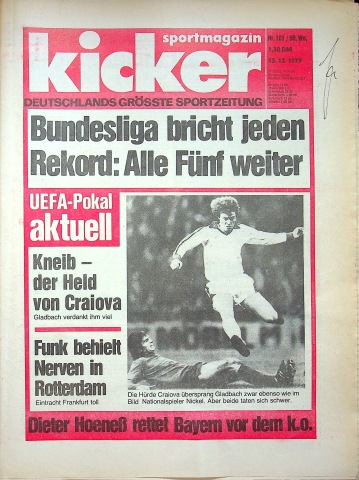 sportmagazin
kicker
DEUTSCHLANDS GRÖSSTE SPORTZEITUNG
Bundesliga bricht jeden
Rekord: Alle Fünf weiter
UEFA-Pokal
aktuell
Kneib –
der Held
von Craiova
Gladbach verdankt ihm viel
Funk behielt
Nerven in
Rotterdam
Eintracht Frankfurt toll
Die Hürde Craiova übersprang Gladbach zwar ebenso wie im
Bild Nationalspieler Nickel. Aber beide taten sich schwer.
Dieter Hoeneß rettet Bayern vor dem k.o.